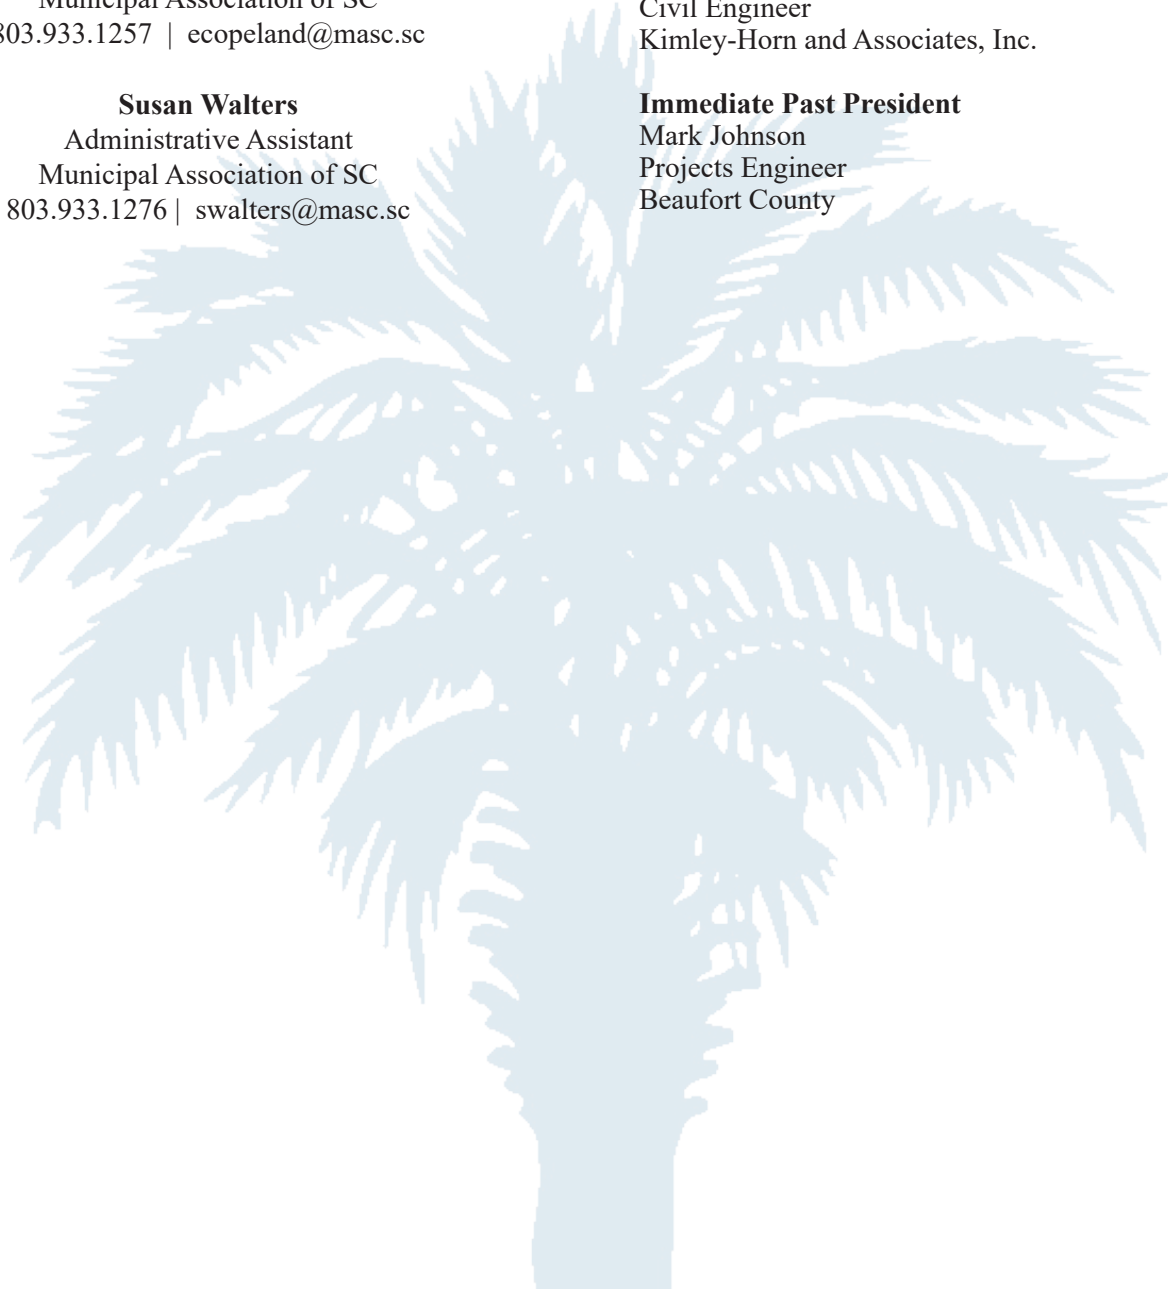 Municipal Association of SC
803.933.1257 | ecopeland@masc.sc
Susan Walters
Administrative Assistant
Municipal Association of SC
803.933.1276 | swalters@masc.sc
Civil Engineer
Kimley-Horn and Associates, Inc.
Immediate Past President
Mark Johnson
Projects Engineer
Beaufort County